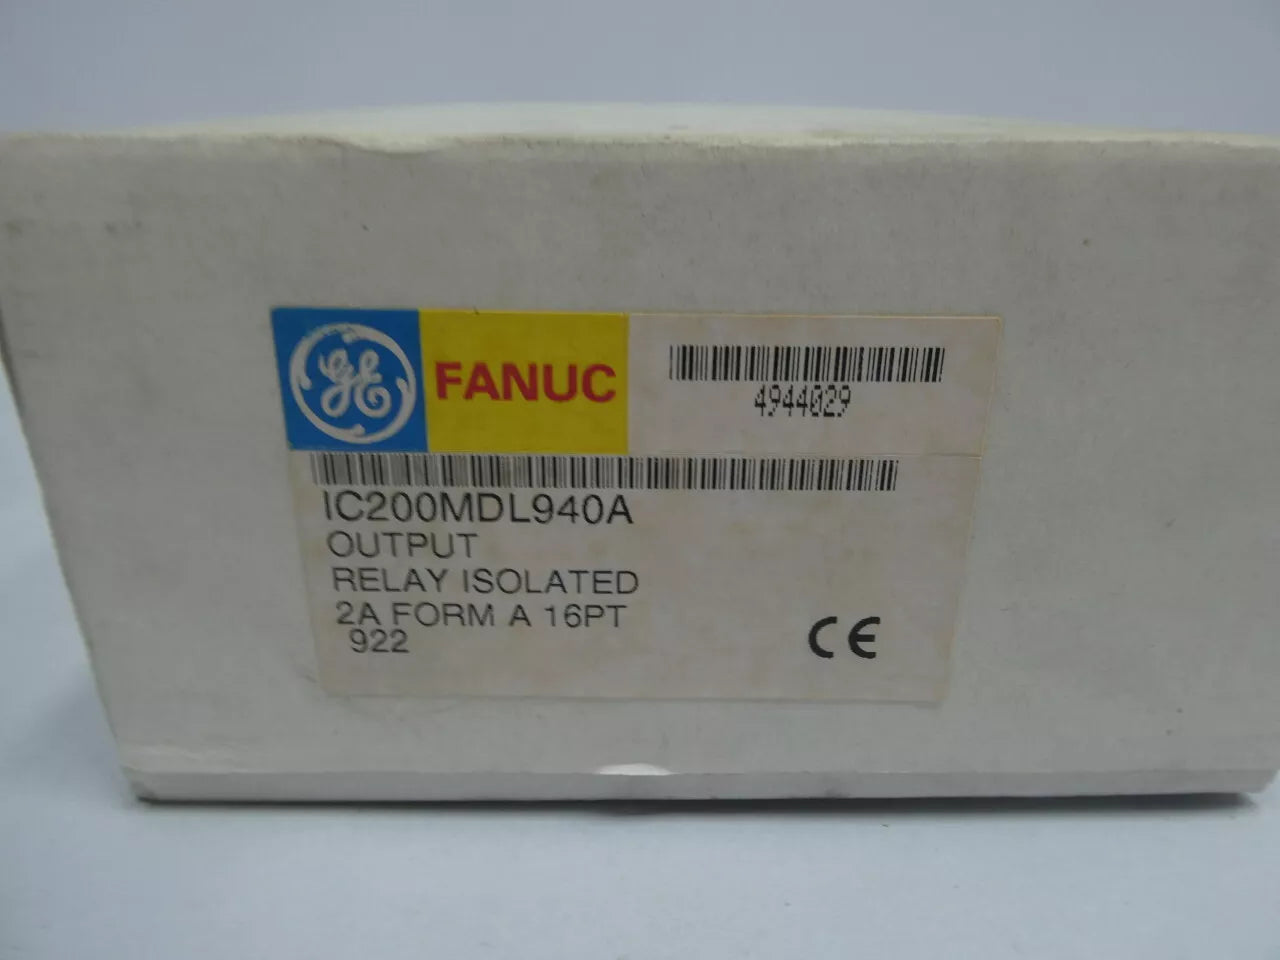 GE FANUC
4944029
IC200MDL940A
OUTPUT
RELAY ISOLATED
2A FORM A 16PT
922
CE